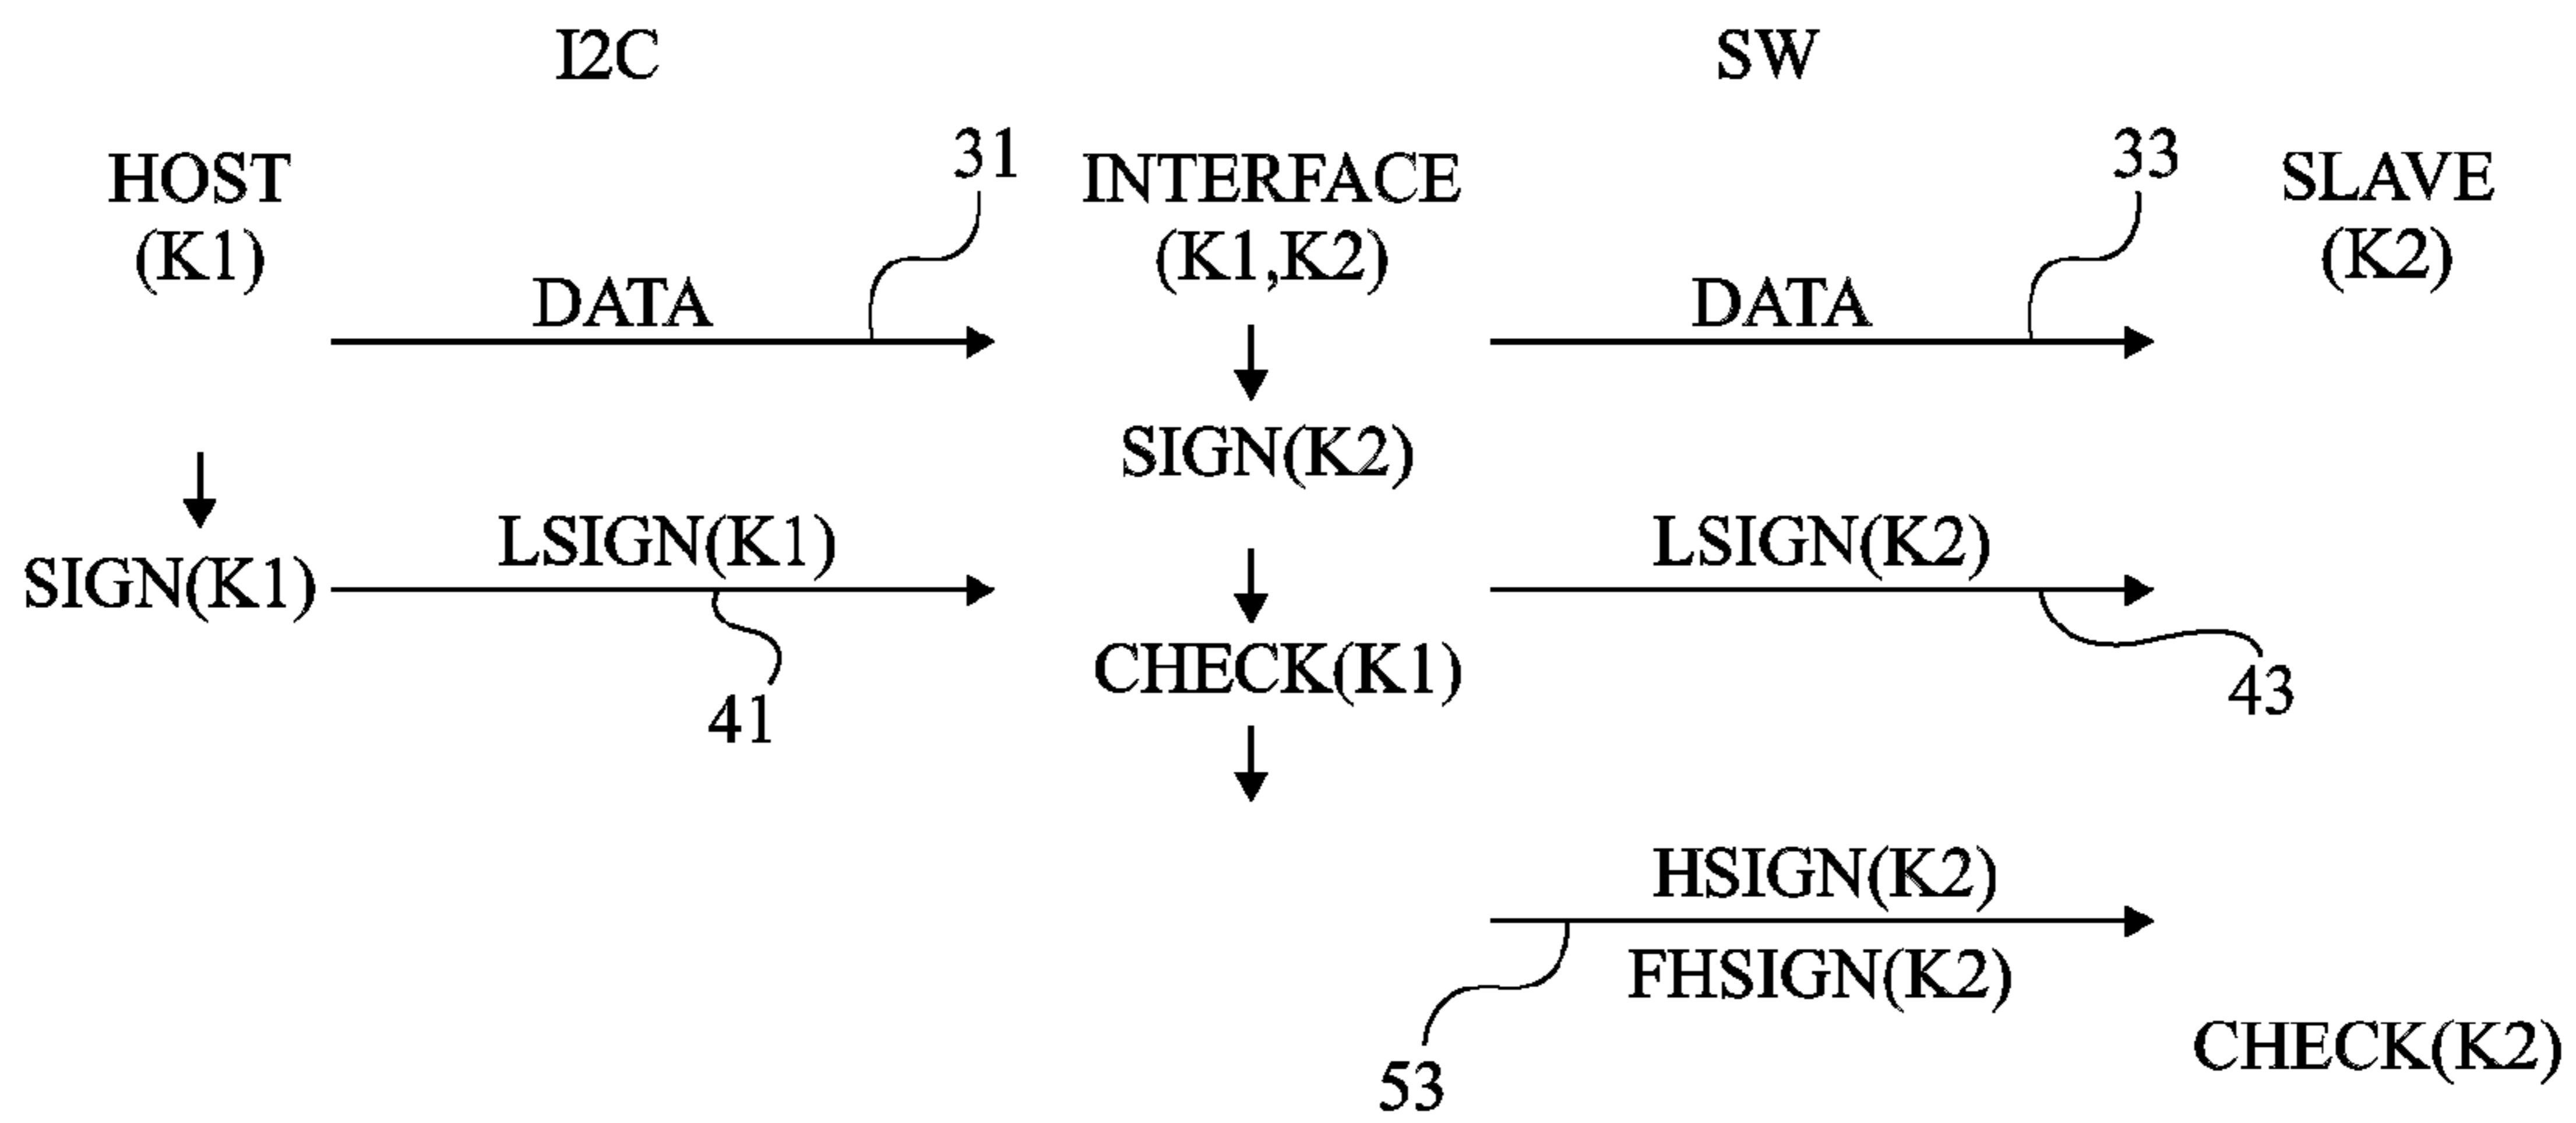 I2C
SW
31
33
HOST
(K1)
INTERFACE
(K1,K2)
SLAVE
(K2)
DATA
DATA
SIGN(K2)
SIGN(K1)
LSIGN(K1)
LSIGN(K2)
41
CHECK(K1)
43
HSIGN(K2)
FHSIGN(K2)
53
CHECK(K2)